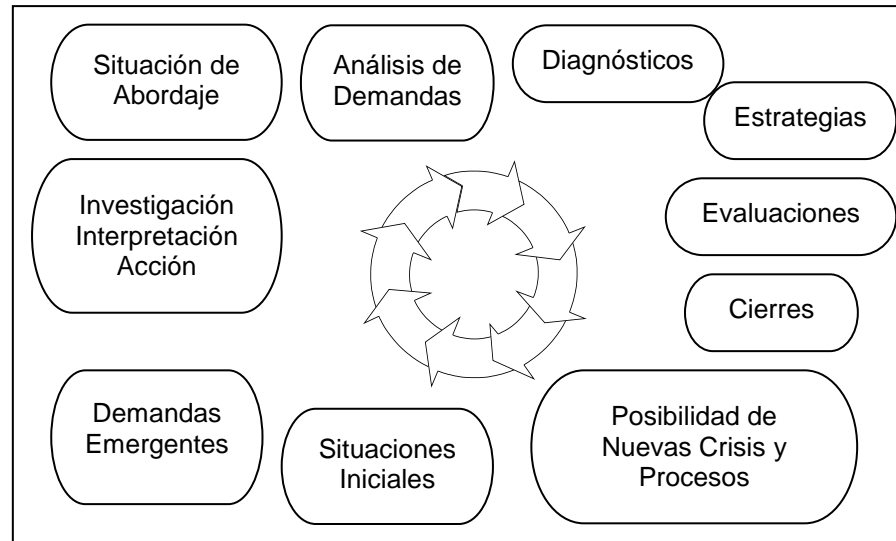 Situación de
Abordaje
Análisis de
Demandas
Diagnósticos
Estrategias
Investigación
Interpretación
Acción
Evaluaciones
Cierres
Demandas
Emergentes
Situaciones
Iniciales
Posibilidad de
Nuevas Crisis y
Procesos